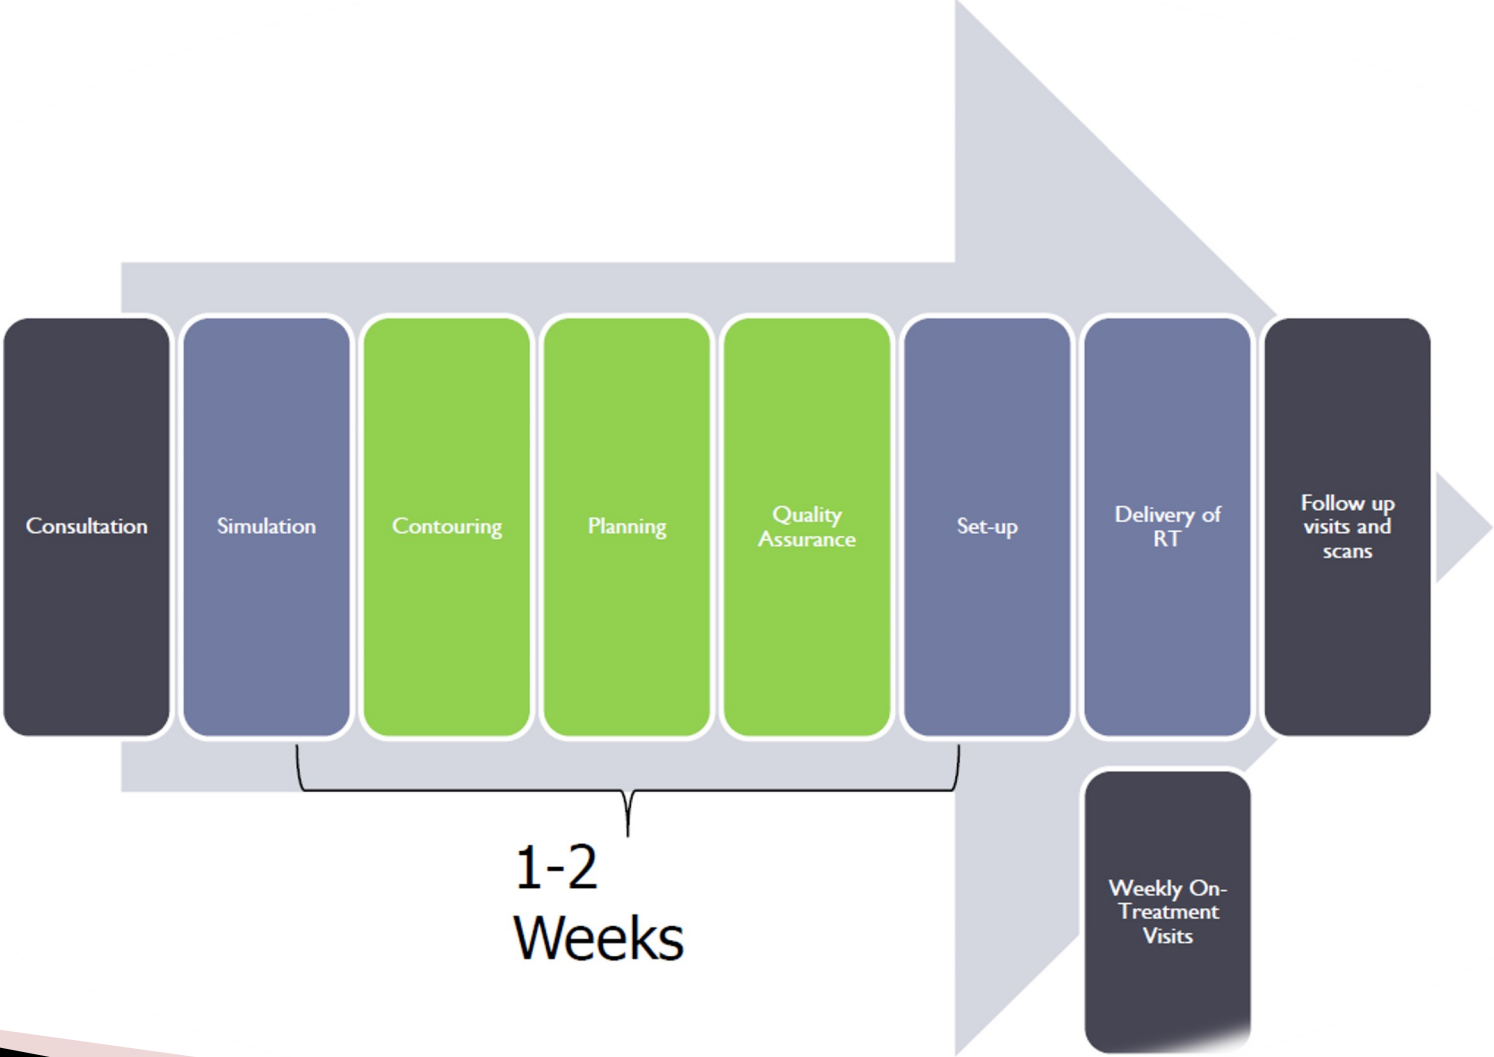 Consultation
Simulation
Contouring
Planning
Quality
Assurance
Set-up
Delivery of
RT
Follow up
visits and
scans
1-2
Weeks
Weekly On-
Treatment
Visits